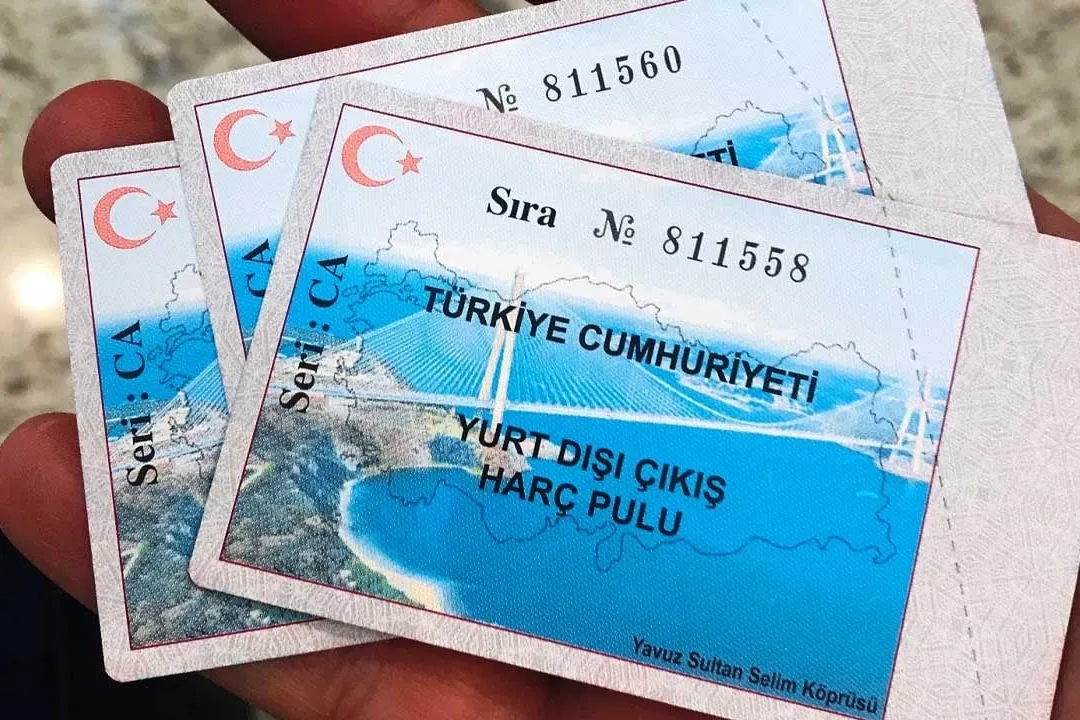 № 811560
Sıra № 811558
Seri : CA
TÜRKİYE CUMHURİYETİ
YURT DIŞI ÇIKIŞ
HARÇ PULU
Yavuz Sultan Selim Köprüsü
CA
Seri : CA